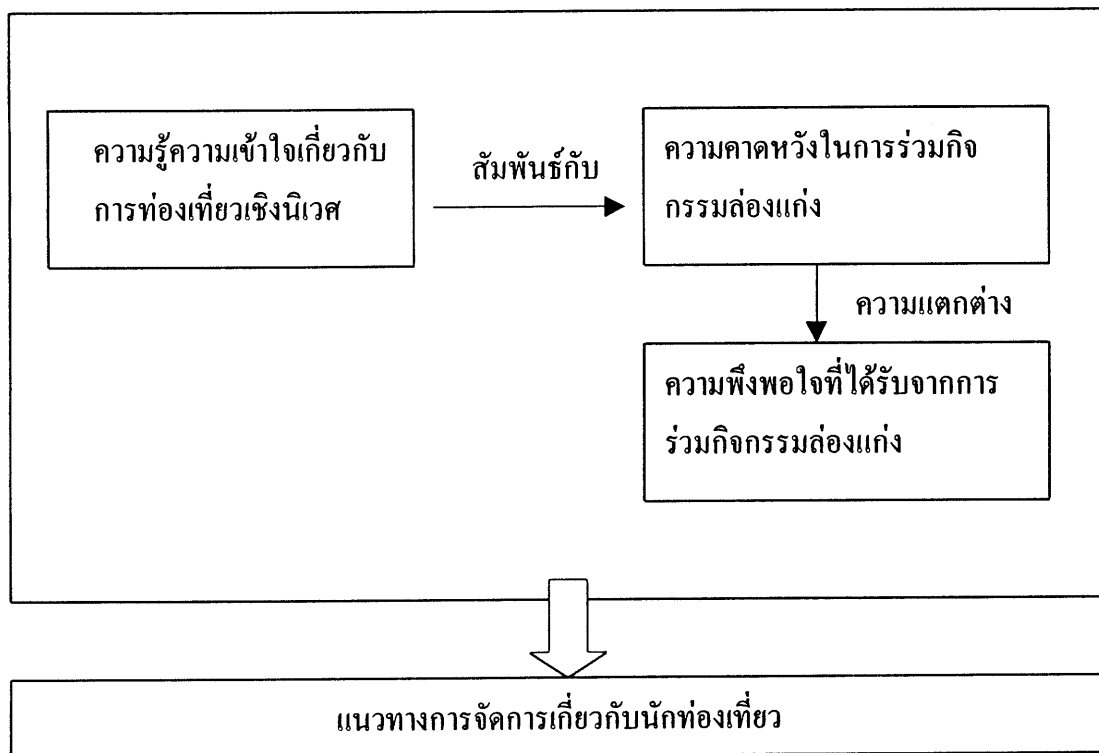 ความรู้ความเข้าใจเกี่ยวกับ
การท่องเที่ยวเชิงนิเวศ
สัมพันธ์กับ
ความคาดหวังในการร่วมกิจ
กรรมล่องแก่ง
ความแตกต่าง
ความพึงพอใจที่ได้รับจากการ
ร่วมกิจกรรมล่องแก่ง
แนวทางการจัดการเกี่ยวกับนักท่องเที่ยว